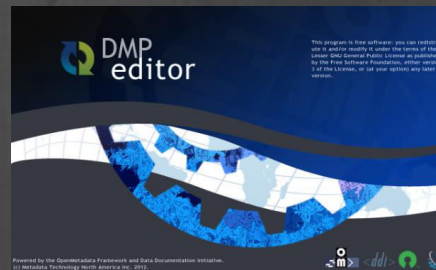 DMP
editor
This program is free software: you can redistri
ute it and/or modify it under the terms of the
Lesser GNU General Public License as publishe
by the Free Software Foundation, either versio
3 of the License, or (at your option) any later
version.
Powered by the OpenMetadata Framework and Data Documentation Initiative.
(c) Metadata Technology North America Inc. 2012.
om>
<ddi>